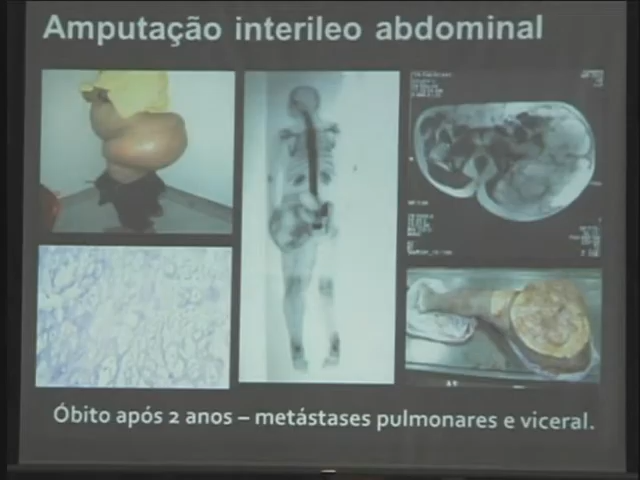 Amputação interileo abdominal
Óbito após 2 anos – metástases pulmonares e viceral.